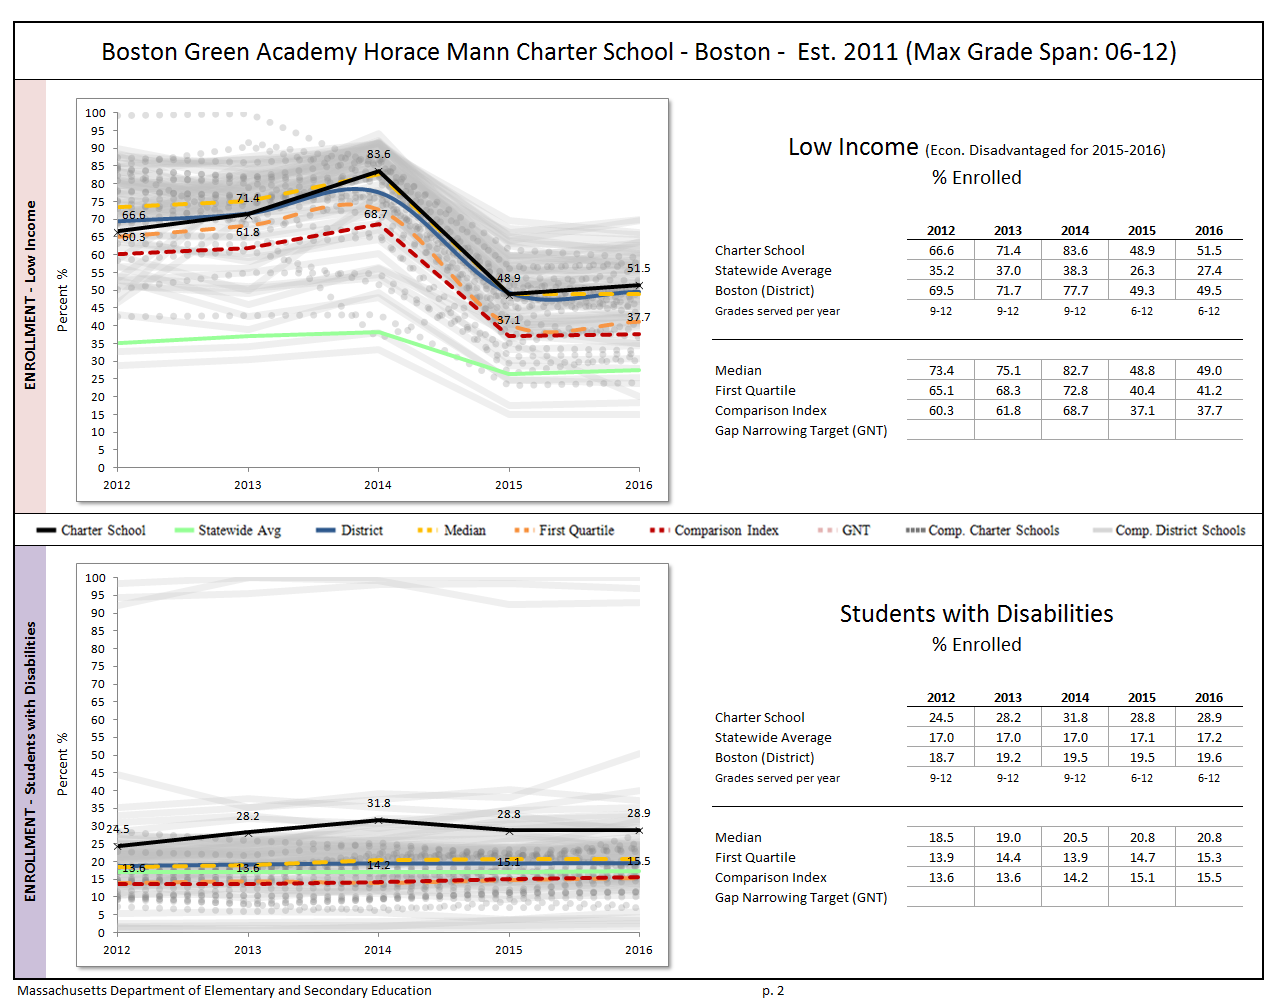 Boston Green Academy Horace Mann Charter School - Boston -  Est. 2011 (Max Grade Span: 06-12)
ENROLLMENT - Low Income
Percent %
100
95
90
85
80
75
70
65
60
55
50
45
40
35
30
25
20
15
10
5
0
66.6
71.4
83.6
48.9
51.5
60.3
61.8
68.7
37.1
37.7
2012 2013 2014 2015 2016
Low Income (Econ. Disadvantaged for 2015-2016)
% Enrolled
2012 2013 2014 2015 2016
Charter School 66.6 71.4 83.6 48.9 51.5
Statewide Average 35.2 37.0 38.3 26.3 27.4
Boston (District) 69.5 71.7 77.7 49.3 49.5
Grades served per year 9-12 9-12 9-12 6-12 6-12
Median 73.4 75.1 82.7 48.8 49.0
First Quartile 65.1 68.3 72.8 40.4 41.2
Comparison Index 60.3 61.8 68.7 37.1 37.7
Gap Narrowing Target (GNT)
Charter School Statewide Avg District Median First Quartile Comparison Index GNT Comp. Charter Schools Comp. District Schools
ENROLLMENT - Students with Disabilities
Percent %
100
95
90
85
80
75
70
65
60
55
50
45
40
35
30
25
20
15
10
5
0
24.5
28.2
31.8
28.8
28.9
13.6
13.6
14.2
15.1
15.5
2012 2013 2014 2015 2016
Students with Disabilities
% Enrolled
2012 2013 2014 2015 2016
Charter School 24.5 28.2 31.8 28.8 28.9
Statewide Average 17.0 17.0 17.0 17.1 17.2
Boston (District) 18.7 19.2 19.5 19.5 19.6
Grades served per year 9-12 9-12 9-12 6-12 6-12
Median 18.5 19.0 20.5 20.8 20.8
First Quartile 13.9 14.4 13.9 14.7 15.3
Comparison Index 13.6 13.6 14.2 15.1 15.5
Gap Narrowing Target (GNT)
Massachusetts Department of Elementary and Secondary Education p. 2